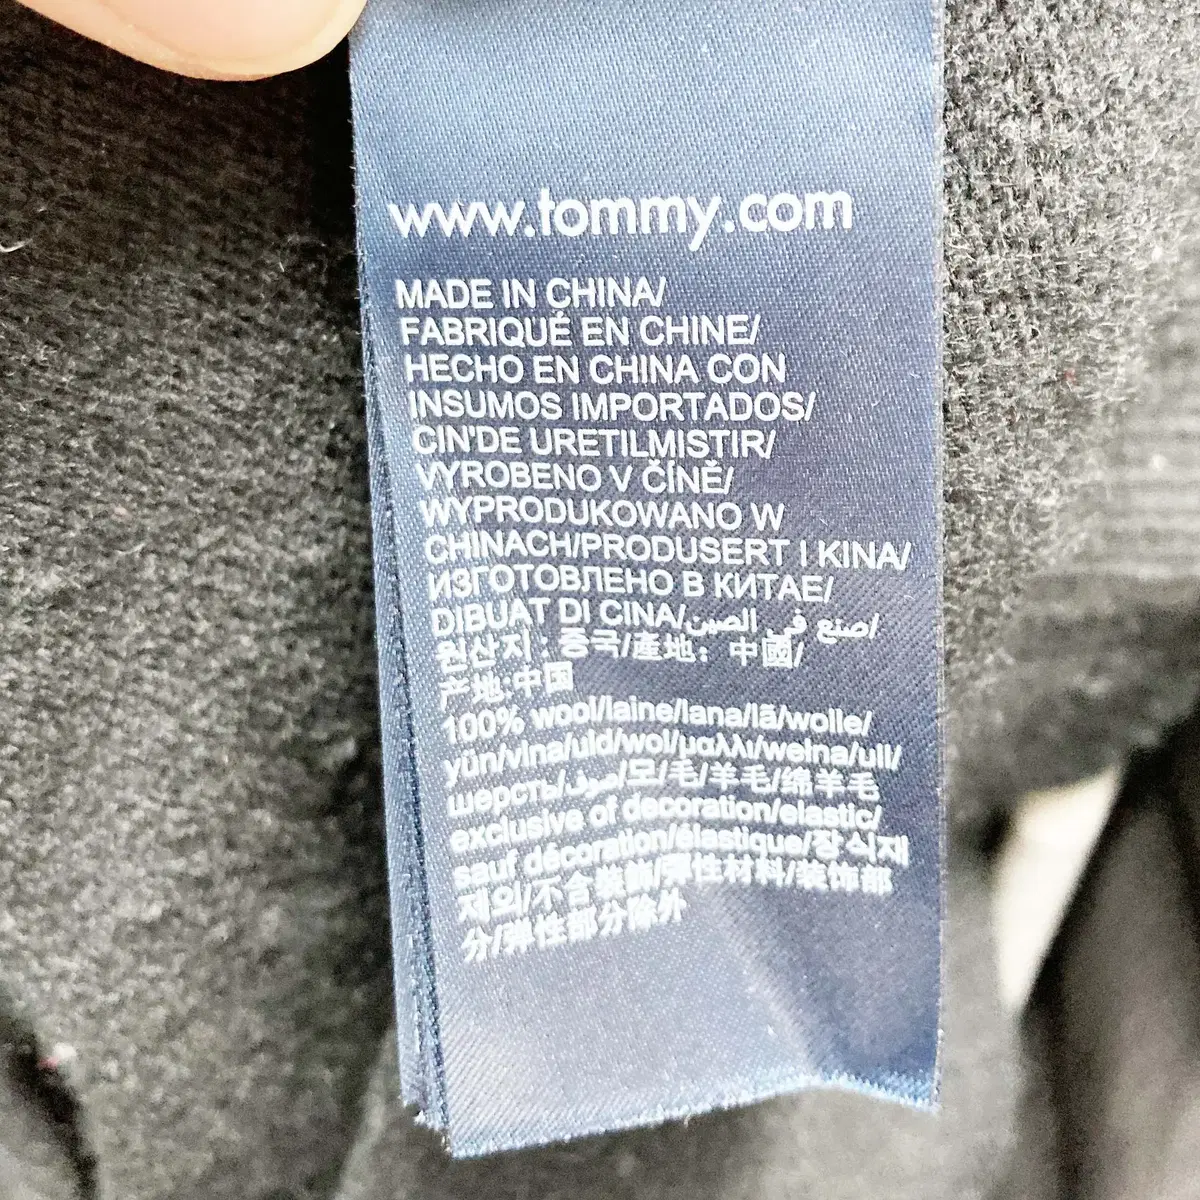 www.tommy.com
MADE IN CHINA/
FABRIQUÉ EN CHINE/
HECHO EN CHINA CON
INSUMOS IMPORTADOS/
CIN'DE URETILMISTIR/
VYROBENO V ČÍNĚ/
WYPRODUKOWANO W
CHINACH/PRODUSERT I KINA/
ИЗГОТОВЛЕНО В КИТАЕ/
DIBUAT DI CINA/صنع في الصين/
원산지: 중국/產地: 中國/
产地:中国
100% wool/laine/lana/lã/wolle/
yün/vlna/uld/wol/μαλλι/wełna/ull/
шерсть/صوف/모/毛/羊毛/绵羊毛
exclusive of decoration/elastic/
sauf décoration/élastique/장식재
제외/不含裝飾/彈性材料/装饰部
分/弹性部分除外